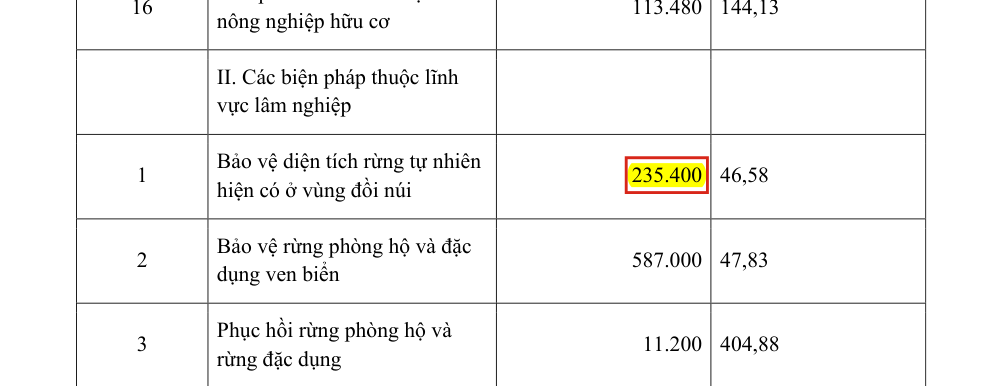 16
113.480
144,13
nông nghiệp hữu cơ
II. Các biện pháp thuộc lĩnh
vực lâm nghiệp
1
Bảo vệ diện tích rừng tự nhiên
hiện có ở vùng đồi núi
235.400
46,58
2
Bảo vệ rừng phòng hộ và đặc
dụng ven biển
587.000
47,83
3
Phục hồi rừng phòng hộ và
rừng đặc dụng
11.200
404,88